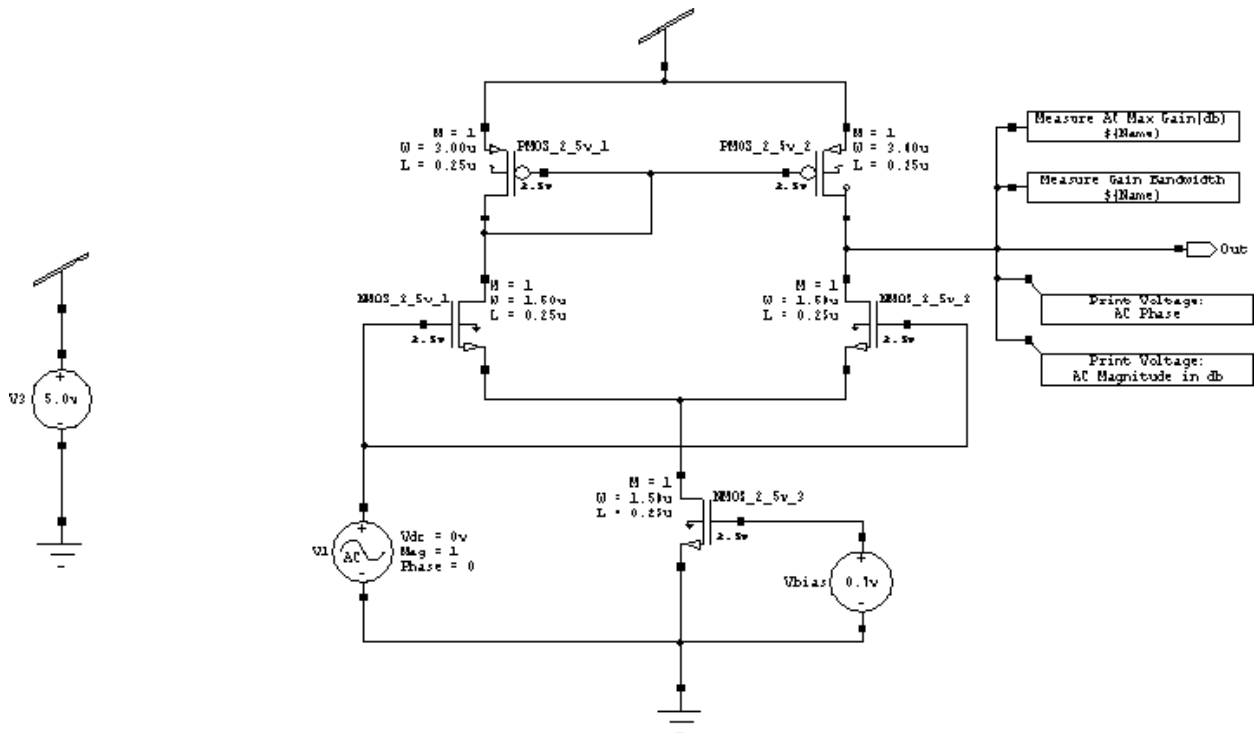 M = 1
W = 3.00u
L = 0.25u
PMOS_2_5v_1
2.5v
PMOS_2_5v_2
M = 1
L = 0.25u
2.5v
Measure AC Max Gain(db)
${Name}
Measure Gain Bandwidth
${Name}
Out
NMOS_2_5v_1
M = 1
L = 0.25u
2.5v
M = 1
L = 0.25u
NMOS_2_5v_2
2.5v
Print Voltage:
AC Phase
Print Voltage:
AC Magnitude in db
V3
5.0v
+
-
M = 1
L = 0.25u
NMOS_2_5v_3
2.5v
V1
AC
+
-
Vdc = 0v
Mag = 1
Phase = 0
Vbias
+
-